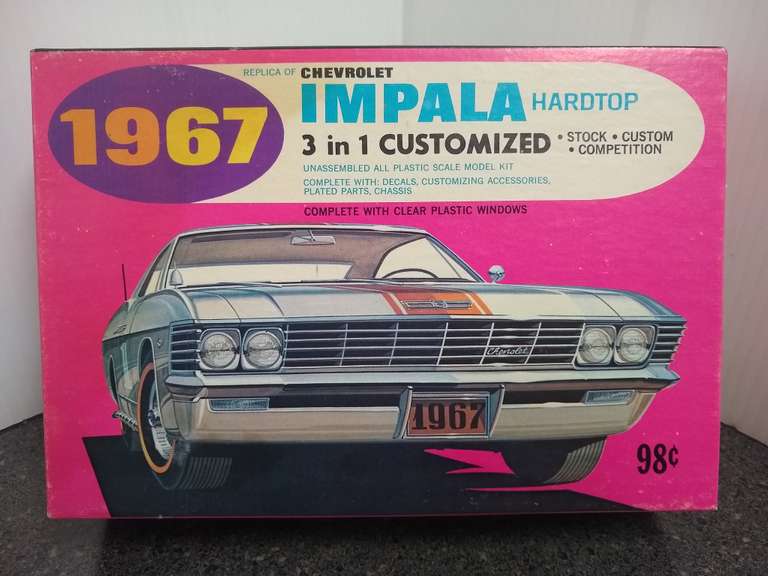 1967
REPLICA OF CHEVROLET
IMPALA HARDTOP
3 in 1 CUSTOMIZED • STOCK • CUSTOM
• COMPETITION
UNASSEMBLED ALL PLASTIC SCALE MODEL KIT
COMPLETE WITH: DECALS, CUSTOMIZING ACCESSORIES,
PLATED PARTS, CHASSIS
COMPLETE WITH CLEAR PLASTIC WINDOWS
Chevrolet
1967
98¢